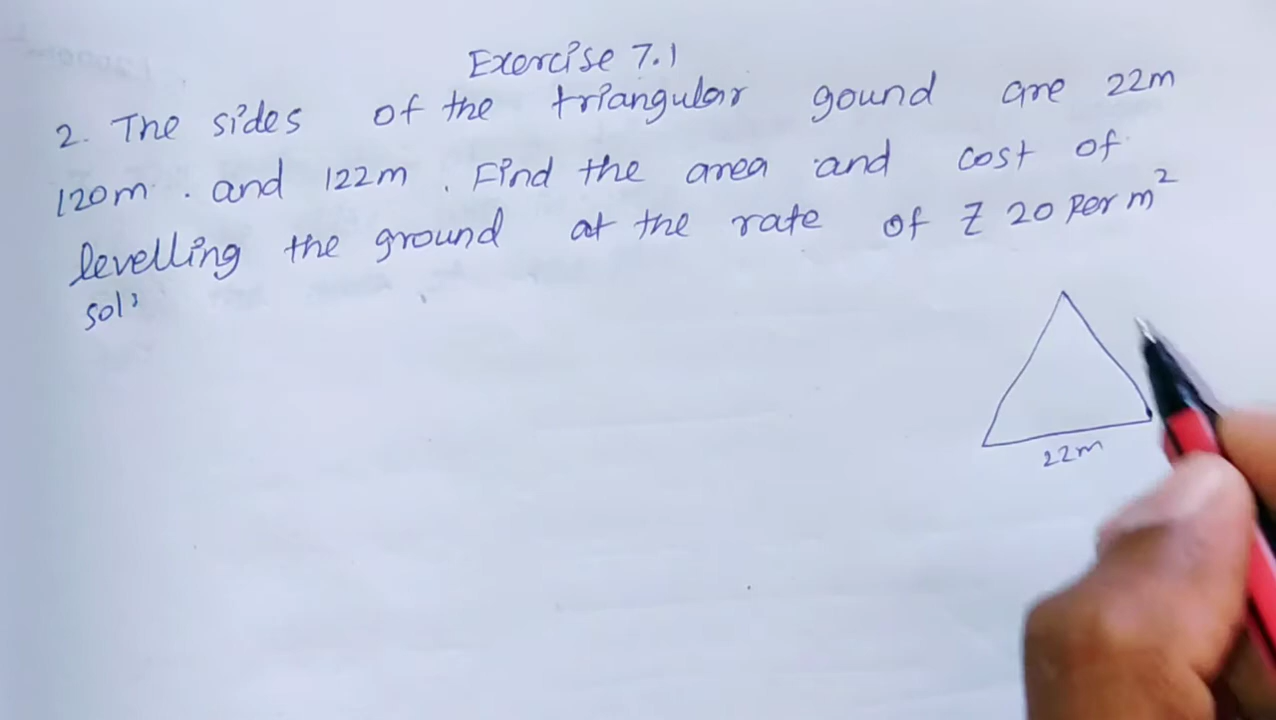 Exercise 7.1
2. The sides of the triangular gound are 22m
120m . and 122m . Find the area and cost of
levelling the ground at the rate of ₹ 20 per m²
sol:
22m